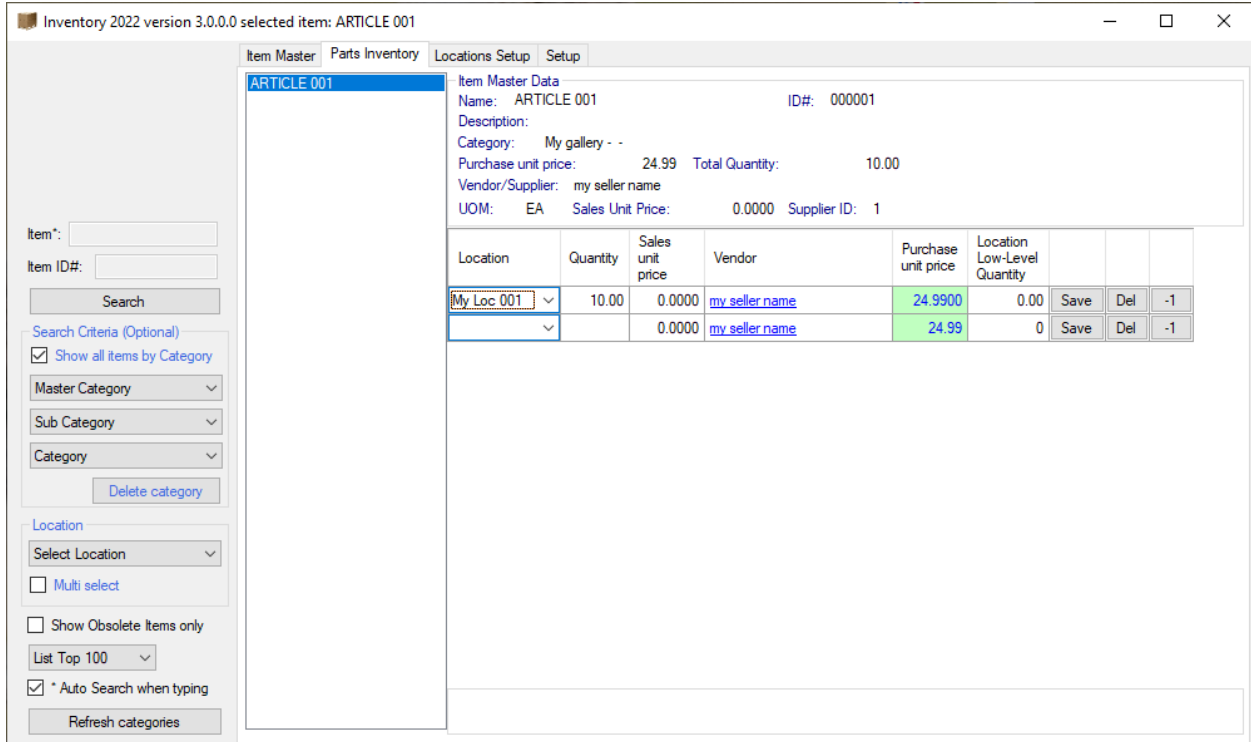 Inventory 2022 version 3.0.0.0 selected item: ARTICLE 001
Item Master Parts Inventory Locations Setup Setup
Item*:
Item ID#:
Search
Search Criteria (Optional)
Show all items by Category
Master Category
Sub Category
Category
Delete category
Location
Select Location
Multi select
Show Obsolete Items only
List Top 100
* Auto Search when typing
Refresh categories
ARTICLE 001
Item Master Data
Name: ARTICLE 001 ID#: 000001
Description:
Category: My gallery - -
Purchase unit price: 24.99 Total Quantity: 10.00
Vendor/Supplier: my seller name
UOM: EA Sales Unit Price: 0.0000 Supplier ID: 1
Location Quantity Sales unit price Vendor Purchase unit price Location Low-Level Quantity
My Loc 001 10.00 0.0000 my seller name 24.9900 0.00 Save Del -1
0.0000 my seller name 24.99 0 Save Del -1